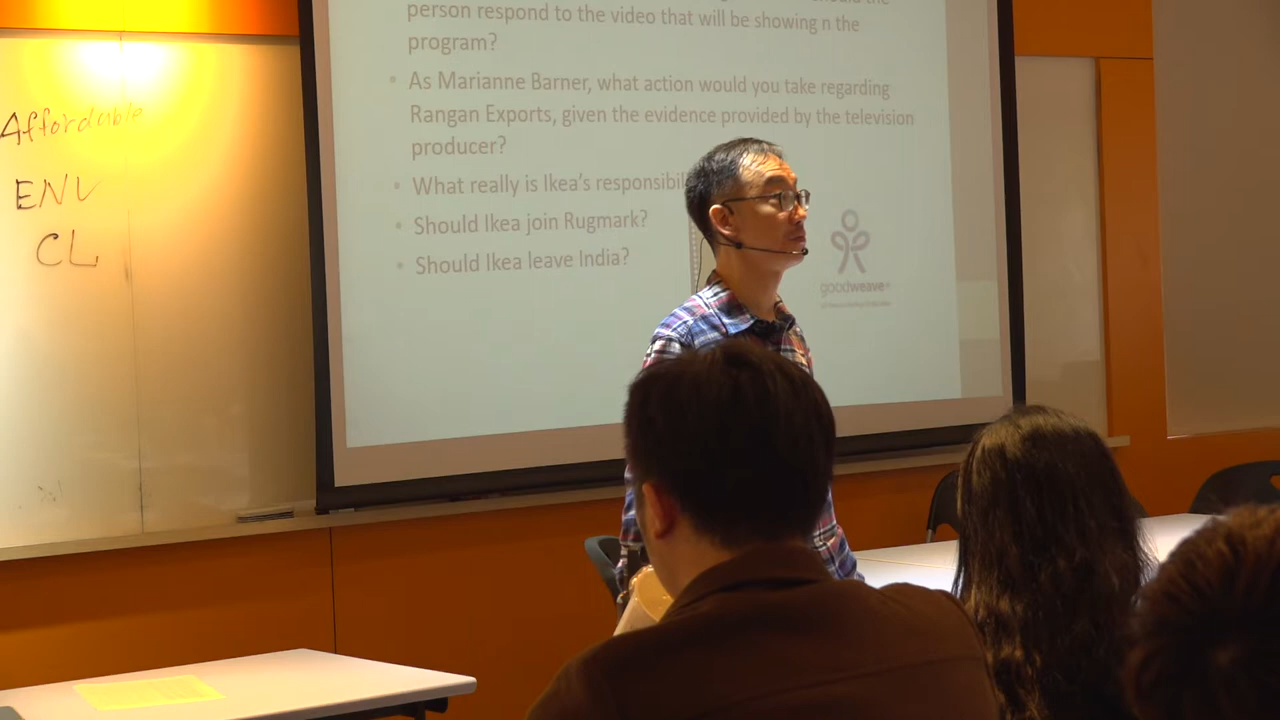 Affordable
ENV
CL
person respond to the video that will be showing n the
program?
• As Marianne Barner, what action would you take regarding
Rangan Exports, given the evidence provided by the television
producer?
• What really is Ikea's
• Should Ikea join Rugmark?
• Should Ikea leave India?
goodweave